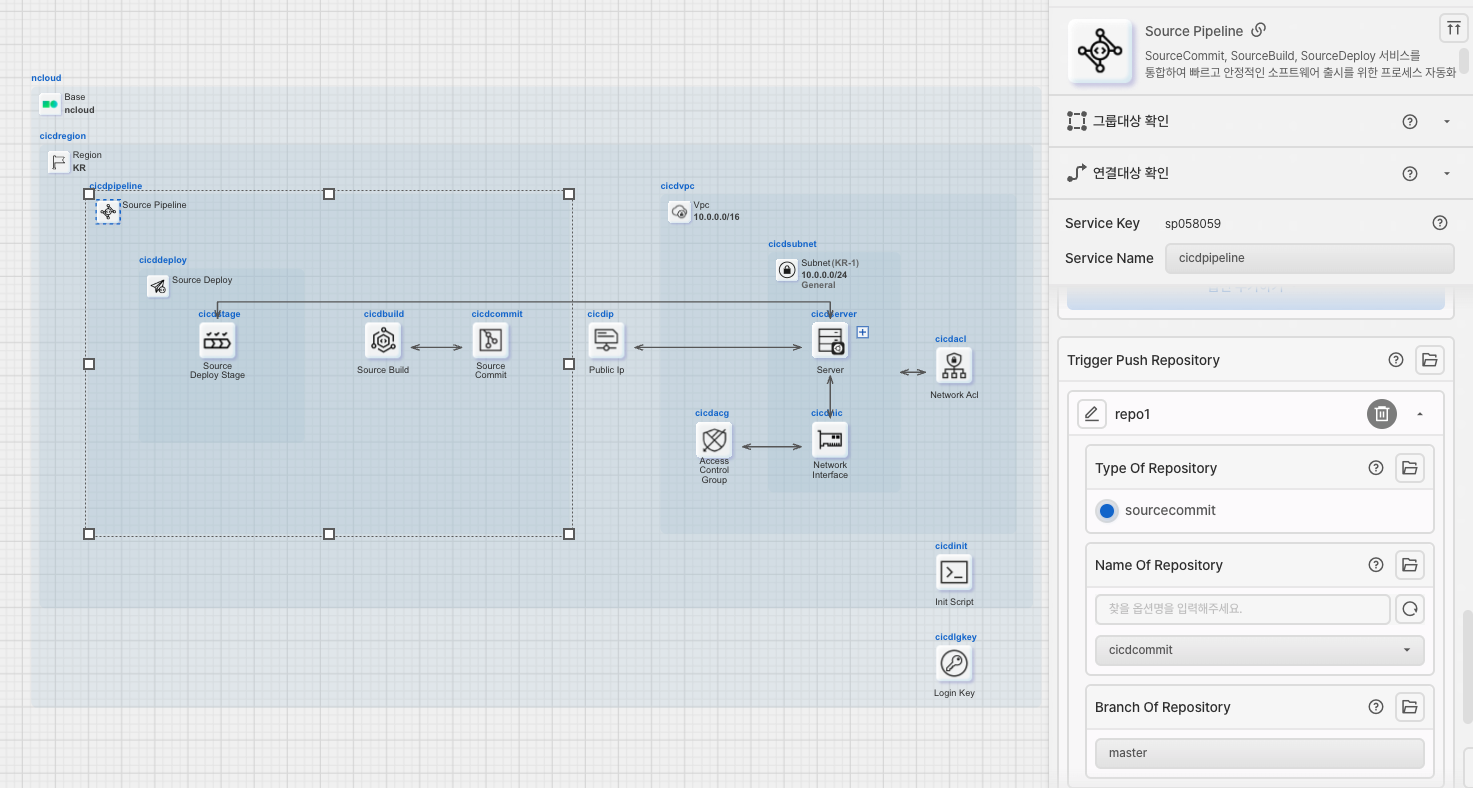 ncloud
Base
ncloud
cicdregion
Region
KR
cicdpipeline
Source Pipeline
cicddeploy
Source Deploy
Source
Deploy Stage
cicdbuild
Source Build
cicdcommit
Source
Commit
cicdip
Public Ip
cicdvpc
Vpc
10.0.0.0/16
cicdsubnet
Subnet(KR-1)
10.0.0.0/24
General
Server
cicdacl
Network Acl
cicdacg
Access
Control
Group
Network
Interface
cicdinit
Init Script
cicdlgkey
Login Key
Source Pipeline
SourceCommit, SourceBuild, SourceDeploy 서비스를
통합하여 빠르고 안정적인 소프트웨어 출시를 위한 프로세스 자동화
그룹대상 확인
연결대상 확인
Service Key sp058059
Service Name cicdpipeline
Trigger Push Repository
repo1
Type Of Repository
sourcecommit
Name Of Repository
찾을 옵션명을 입력해주세요.
cicdcommit
Branch Of Repository
master